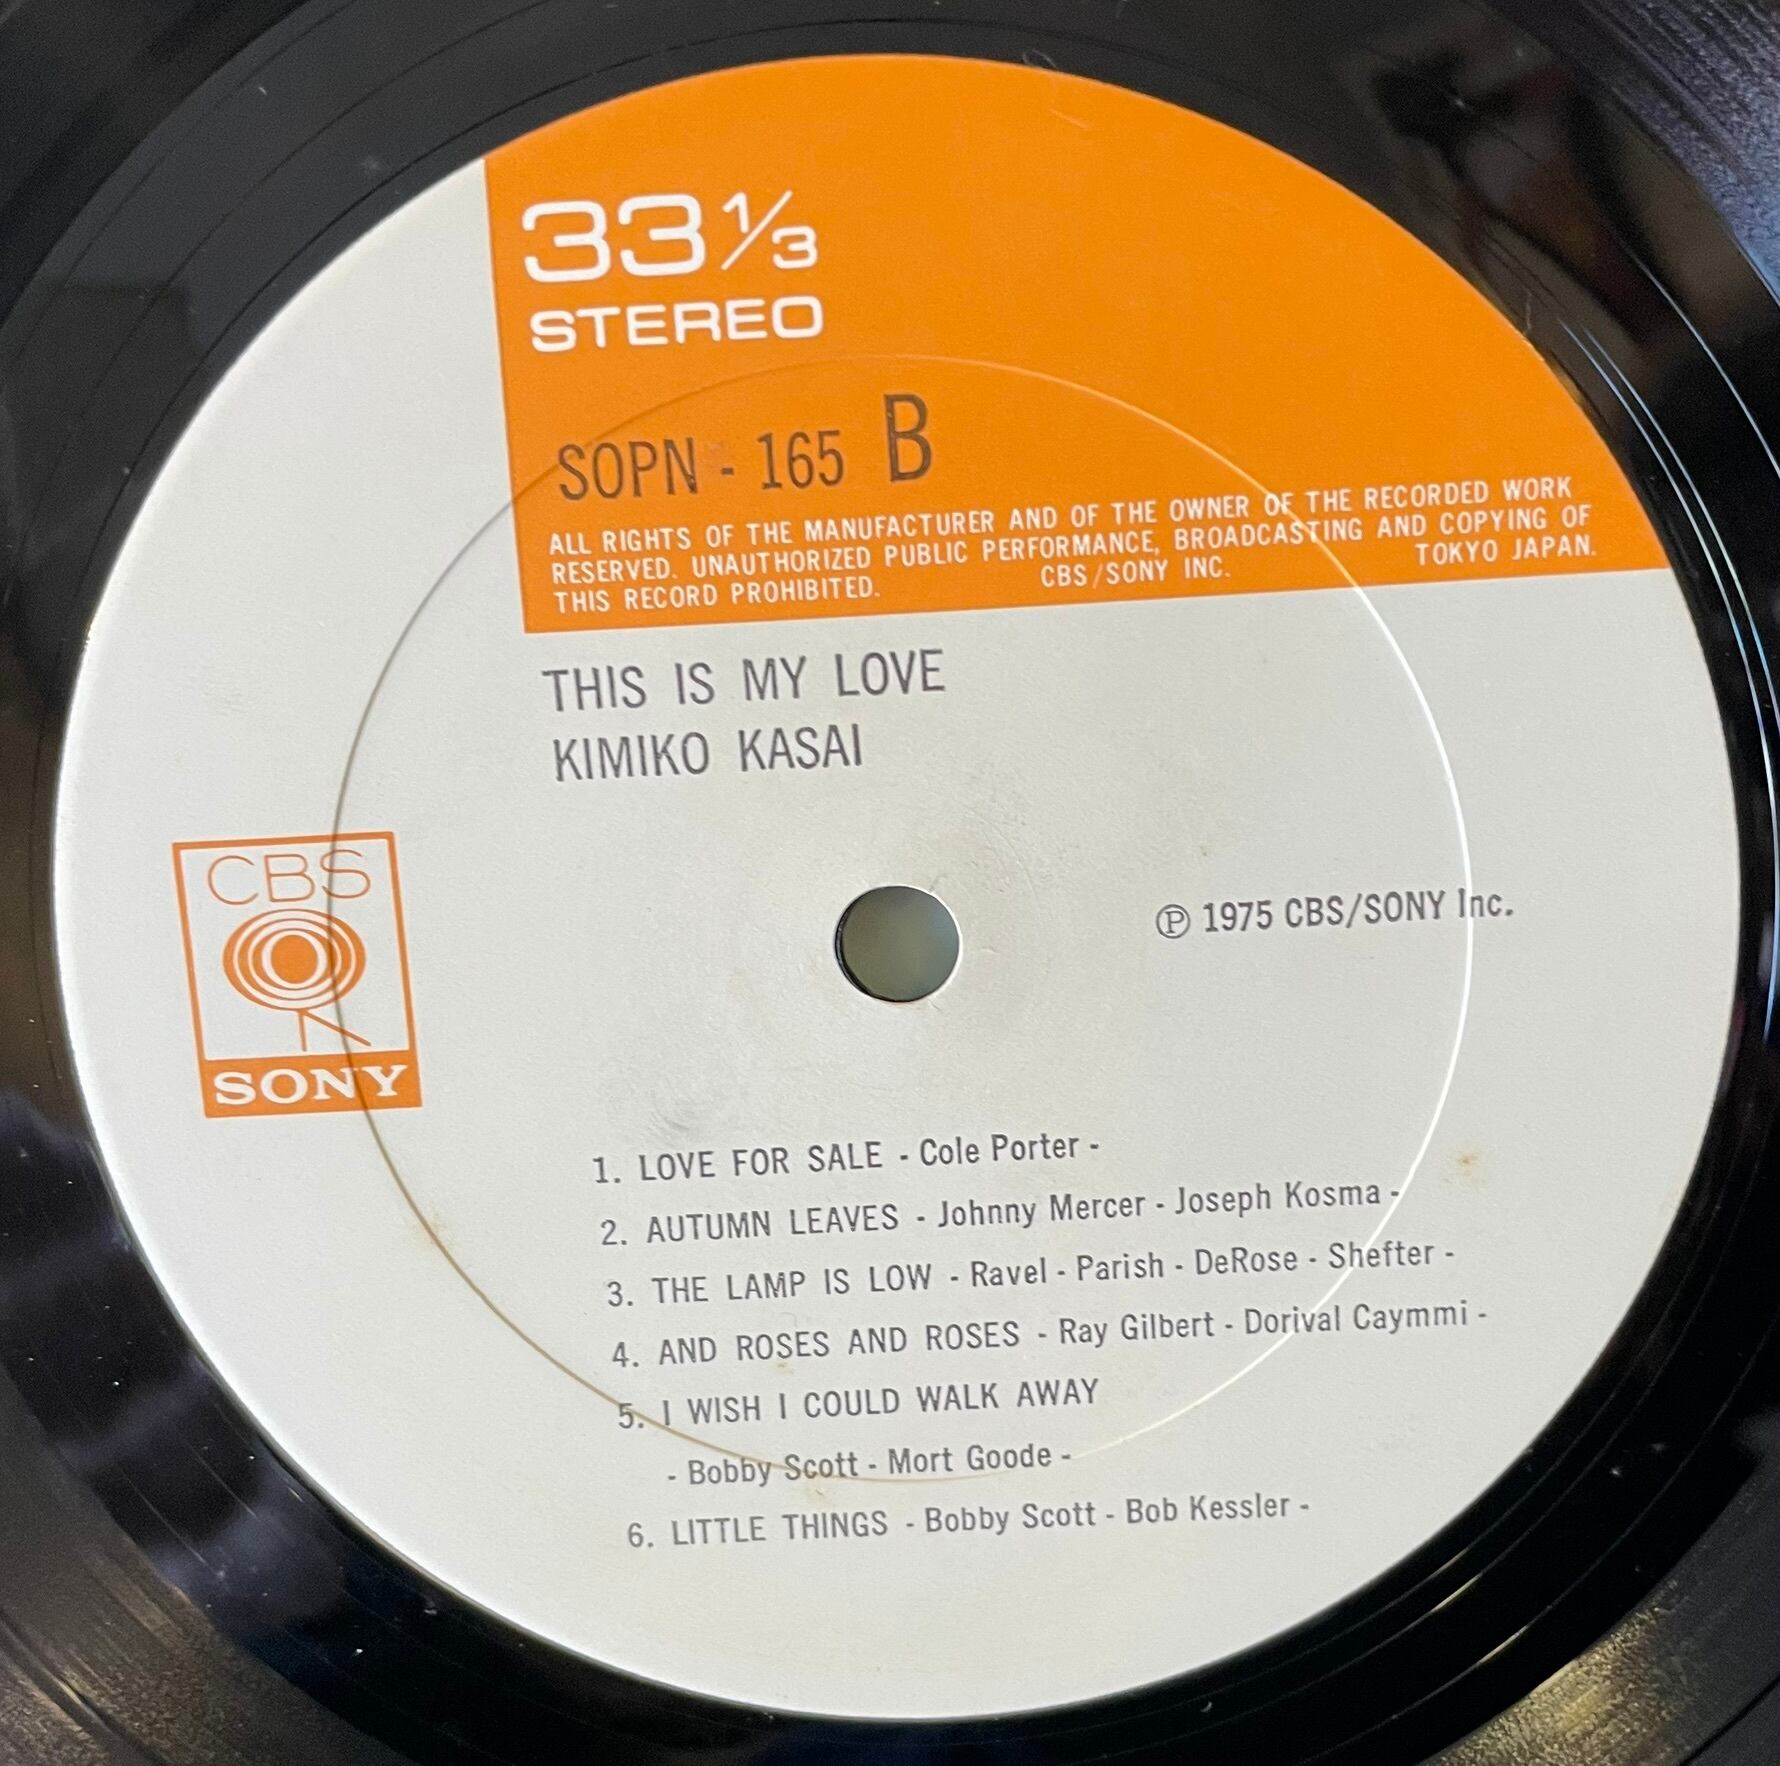 33 1/3
STEREO
SOPN - 165 B
ALL RIGHTS OF THE MANUFACTURER AND OF THE OWNER OF THE RECORDED WORK
RESERVED. UNAUTHORIZED PUBLIC PERFORMANCE, BROADCASTING AND COPYING OF
THIS RECORD PROHIBITED. CBS/SONY INC. TOKYO JAPAN.
THIS IS MY LOVE
KIMIKO KASAI
CBS
SONY
℗ 1975 CBS/SONY Inc.
1. LOVE FOR SALE - Cole Porter -
2. AUTUMN LEAVES - Johnny Mercer - Joseph Kosma -
3. THE LAMP IS LOW - Ravel - Parish - DeRose - Shefter -
4. AND ROSES AND ROSES - Ray Gilbert - Dorival Caymmi -
5. I WISH I COULD WALK AWAY
- Bobby Scott - Mort Goode -
6. LITTLE THINGS - Bobby Scott - Bob Kessler -